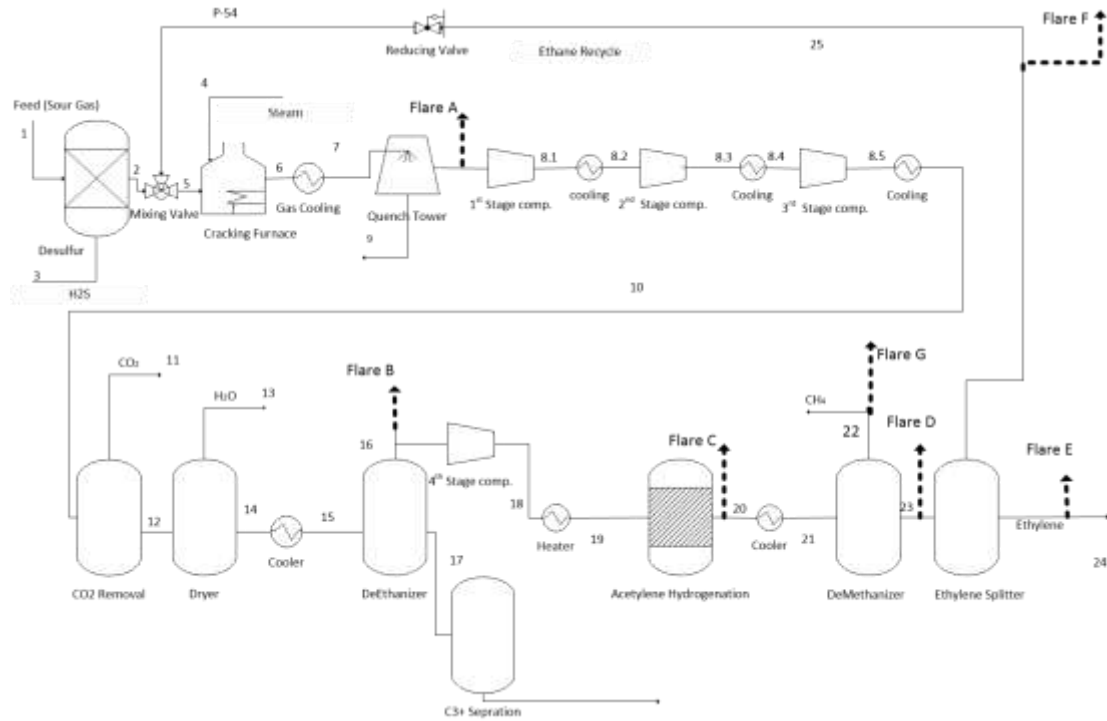 P-54
Reducing Valve
Ethane Recycle
25
Flare F
Feed (Sour Gas)
1
4
Steam
Flare A
2
5
6
7
8.1
8.2
8.3
8.4
8.5
Mixing Valve
Gas Cooling
cooling
Cooling
Cooling
1st Stage comp.
2nd Stage comp.
3rd Stage comp.
Quench Tower
Cracking Furnace
Desulfur
9
3
H2S
10
CO₂
11
H₂O
13
Flare B
16
4th Stage comp.
Flare C
Flare G
CH₄
22
Flare D
Flare E
12
14
15
17
18
19
20
21
23
Ethylene
24
Cooler
Heater
Cooler
CO2 Removal
Dryer
DeEthanizer
Acetylene Hydrogenation
DeMethanizer
Ethylene Splitter
C3+ Sepration